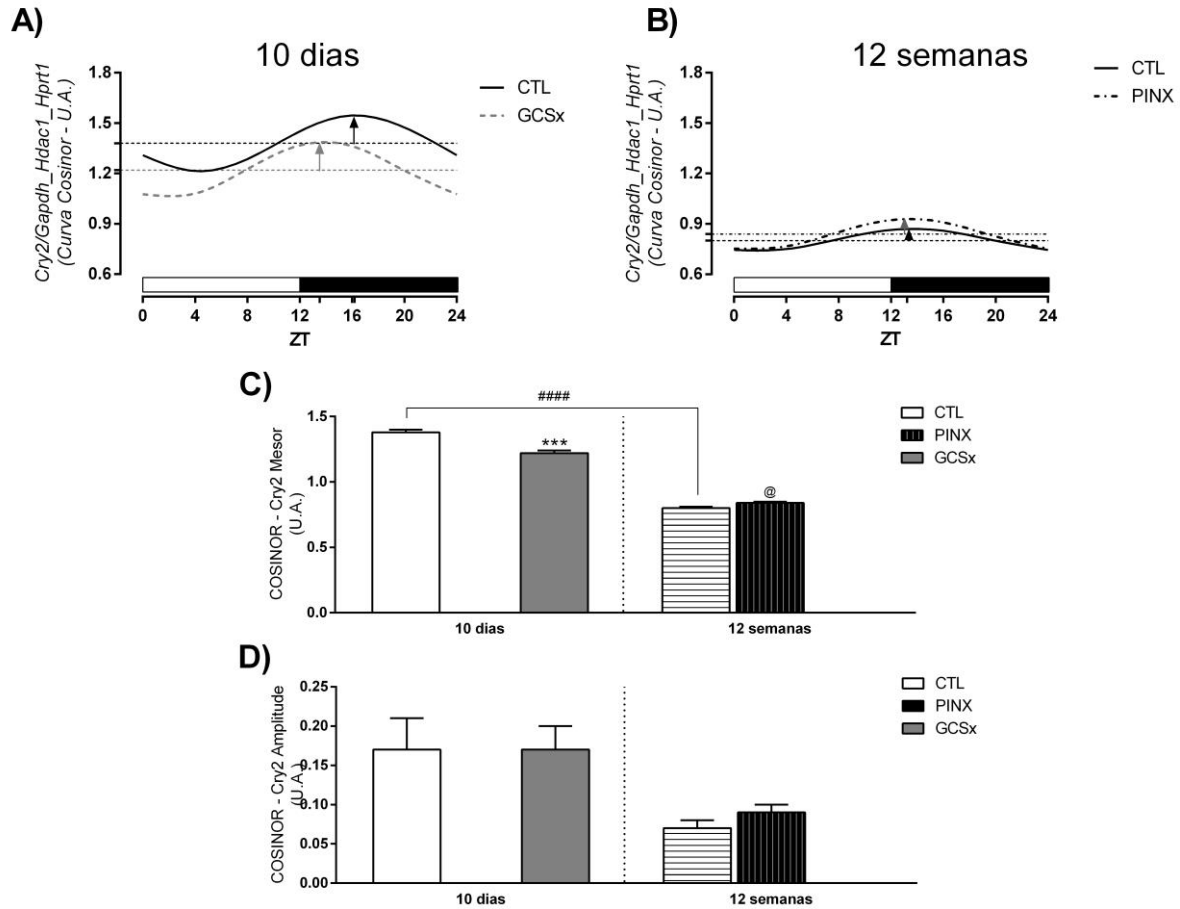 A)
10 dias
Cry2/Gapdh_Hdac1_Hprt1
(Curva Cosinor - U.A.)
1.8
1.5
1.2
0.9
0.6
0 4 8 12 16 20 24
ZT
CTL
GCSx
B)
12 semanas
Cry2/Gapdh_Hdac1_Hprt1
(Curva Cosinor - U.A.)
1.8
1.5
1.2
0.9
0.6
0 4 8 12 16 20 24
ZT
CTL
PINX
C)
COSINOR - Cry2 Mesor
(U.A.)
1.5
1.0
0.5
0.0
####
***
@
10 dias
12 semanas
CTL
PINX
GCSx
D)
COSINOR - Cry2 Amplitude
(U.A.)
0.25
0.20
0.15
0.10
0.05
0.00
10 dias
12 semanas
CTL
PINX
GCSx